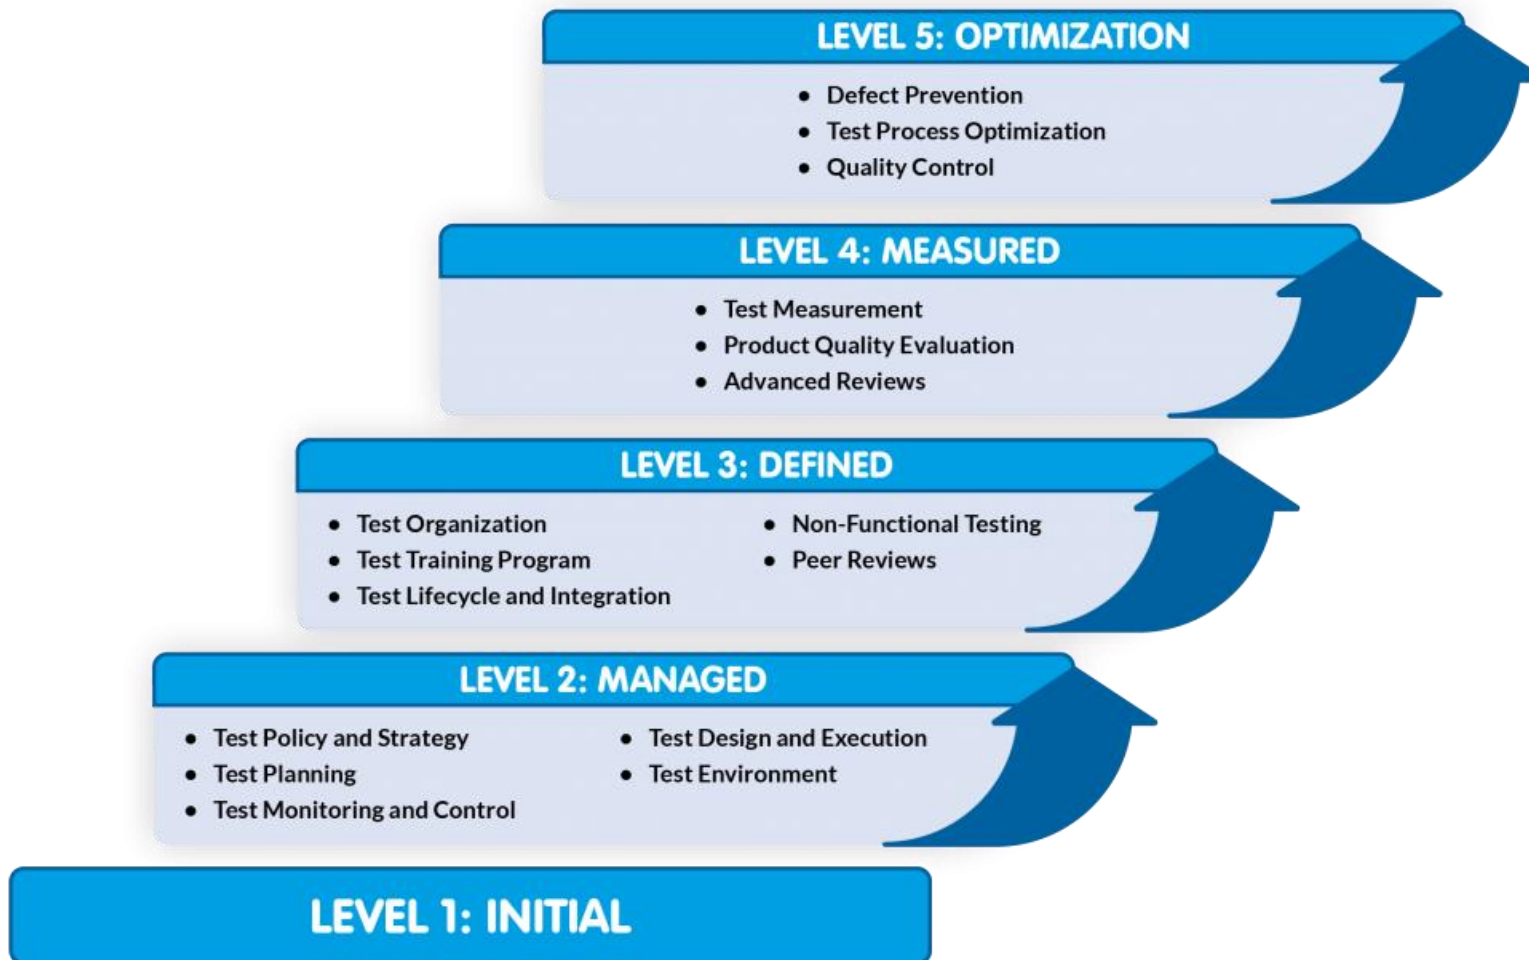 LEVEL 5: OPTIMIZATION
• Defect Prevention
• Test Process Optimization
• Quality Control
LEVEL 4: MEASURED
• Test Measurement
• Product Quality Evaluation
• Advanced Reviews
LEVEL 3: DEFINED
• Test Organization
• Test Training Program
• Test Lifecycle and Integration
• Non-Functional Testing
• Peer Reviews
LEVEL 2: MANAGED
• Test Policy and Strategy
• Test Planning
• Test Monitoring and Control
• Test Design and Execution
• Test Environment
LEVEL 1: INITIAL